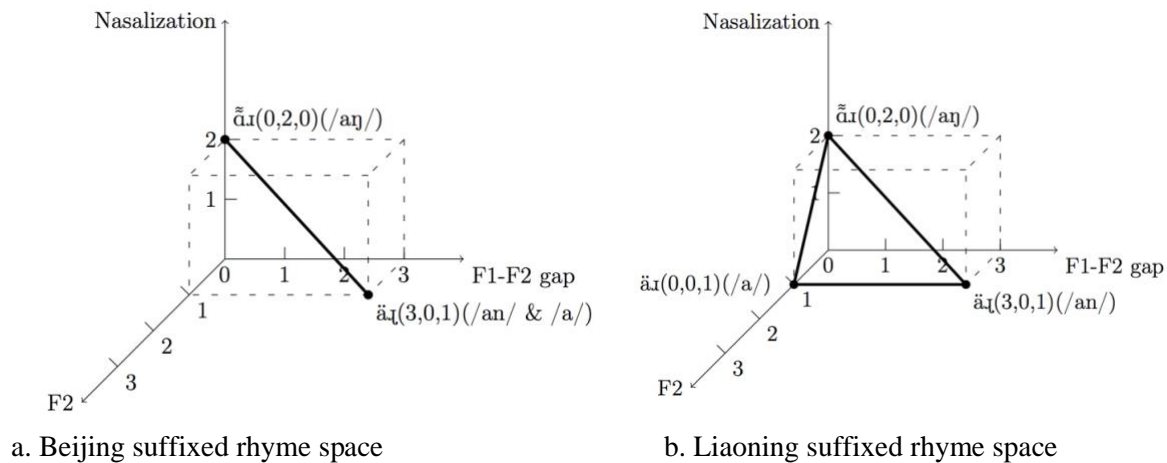 Nasalization
ä̃̃ɹ(0,2,0)(/aŋ/)
2
1
0 1 2 3
F1-F2 gap
1
äɻ(3,0,1)(/an/ & /a/)
2
3
F2
a. Beijing suffixed rhyme space
Nasalization
ä̃̃ɹ(0,2,0)(/aŋ/)
2
1
0 1 2 3
F1-F2 gap
äɹ(0,0,1)(/a/)
1
äɻ(3,0,1)(/an/)
2
3
F2
b. Liaoning suffixed rhyme space